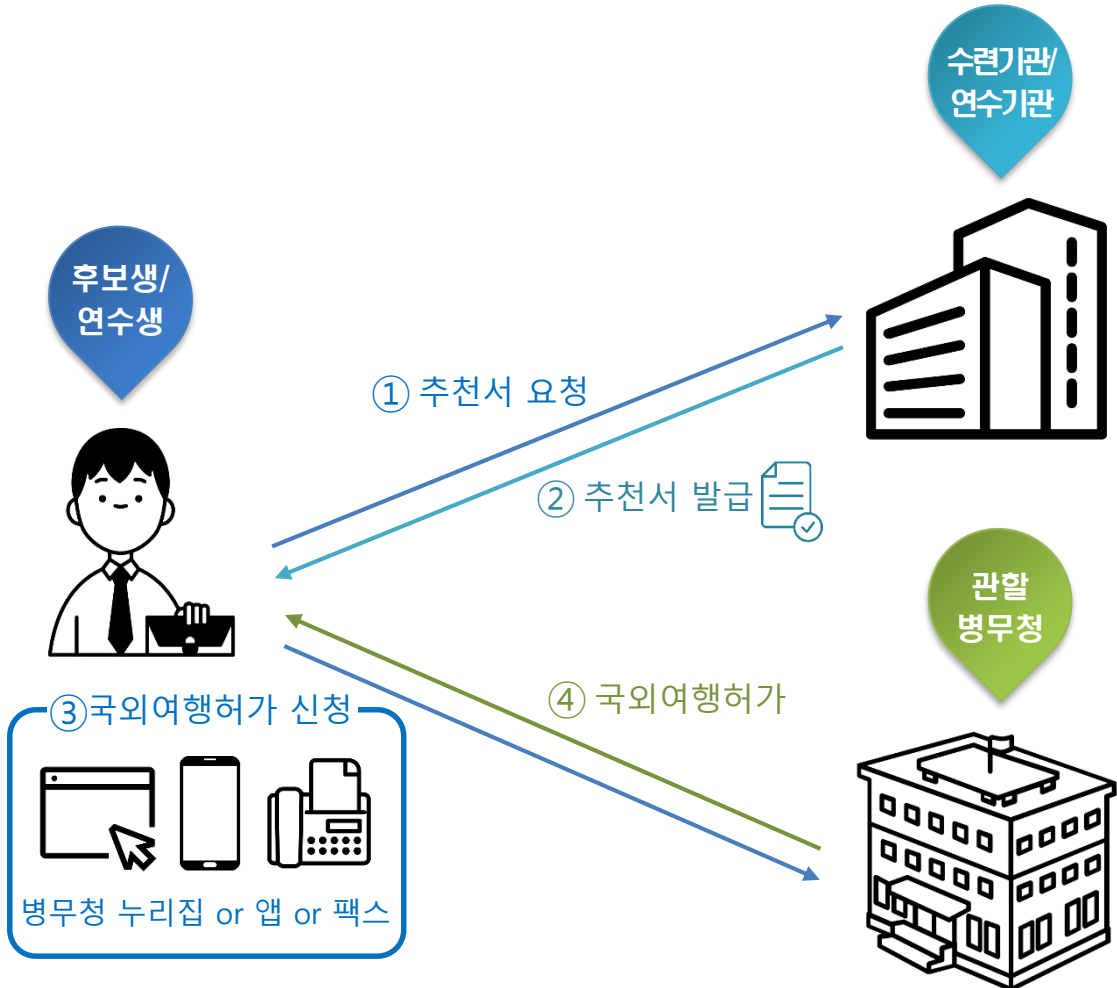 수련기관/
연수기관
후보생/
연수생
① 추천서 요청
② 추천서 발급
관할
병무청
③국외여행허가 신청
④ 국외여행허가
병무청 누리집 or 앱 or 팩스